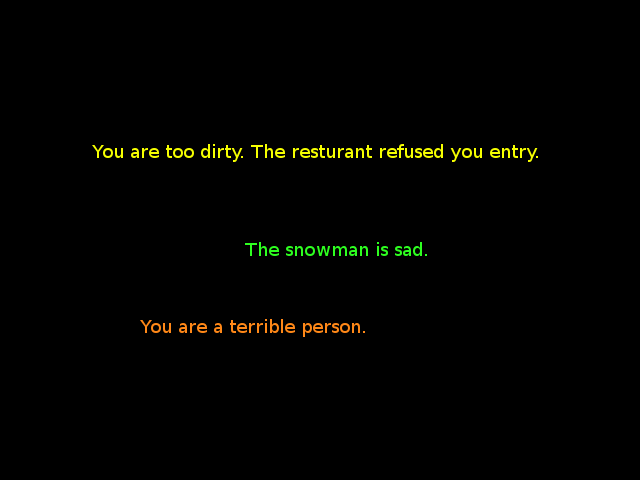 You are too dirty. The resturant refused you entry.
The snowman is sad.
You are a terrible person.